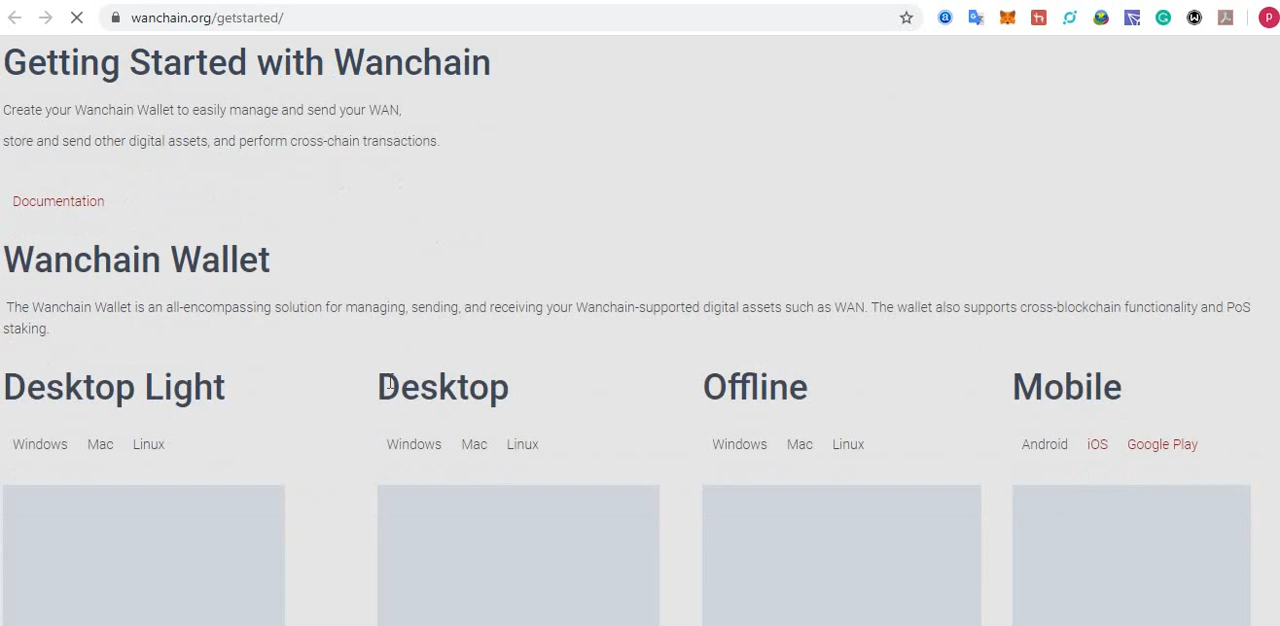 wanchain.org/getstarted/
Getting Started with Wanchain
Create your Wanchain Wallet to easily manage and send your WAN,
store and send other digital assets, and perform cross-chain transactions.
Documentation
Wanchain Wallet
The Wanchain Wallet is an all-encompassing solution for managing, sending, and receiving your Wanchain-supported digital assets such as WAN. The wallet also supports cross-blockchain functionality and PoS
staking.
Desktop Light Desktop Offline Mobile
Windows Mac Linux Windows Mac Linux Windows Mac Linux Android iOS Google Play